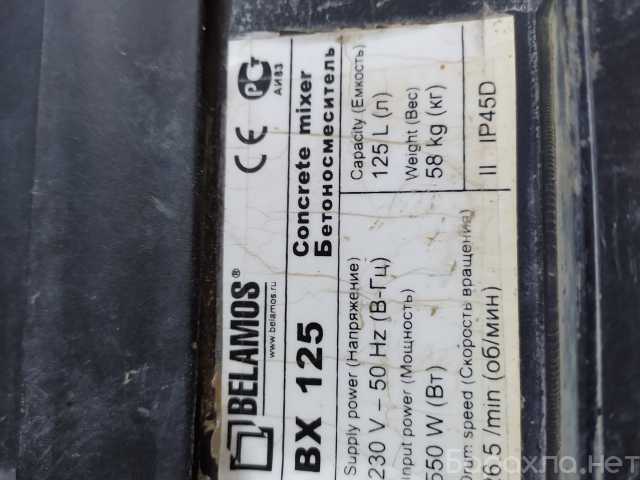 BELAMOS®
www.belamos.ru
CE
АИ83
BX 125
Concrete mixer
Бетоносмеситель
Supply power (Напряжение)
230 V – 50 Hz (В-Гц)
Capacity (Емкость)
125 L (л)
Input power (Мощность)
550 W (Вт)
Weight (Вес)
58 kg (кг)
Drum speed (Скорость вращения)
26.5 /min (об/мин)
II IP45D
Барахла.нет